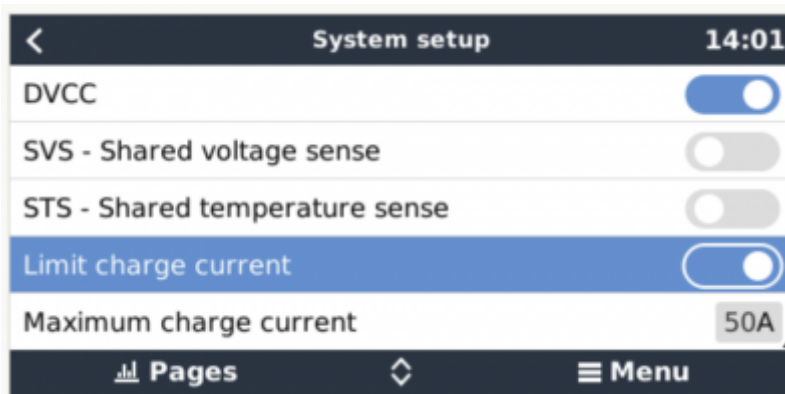 System setup 14:01
DVCC
SVS - Shared voltage sense
STS - Shared temperature sense
Limit charge current
Maximum charge current 50A
Pages Menu